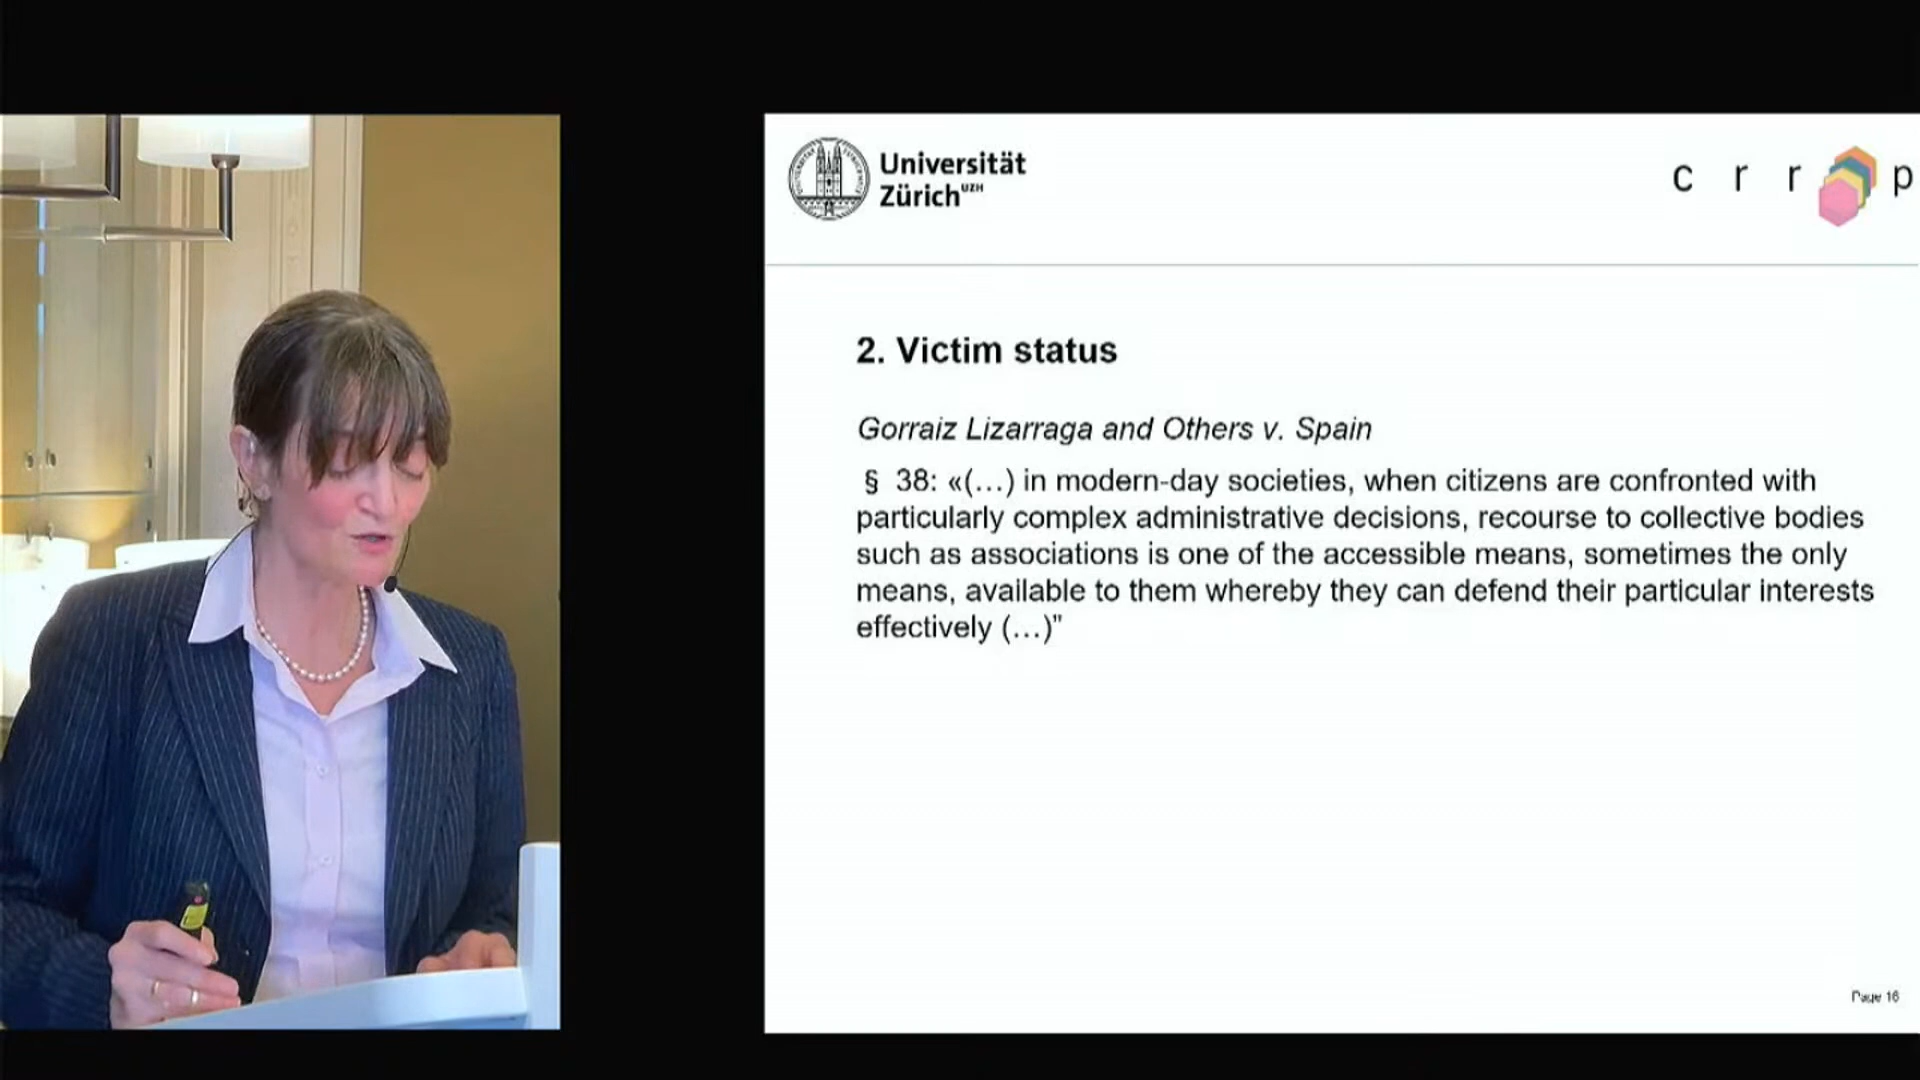 Universität
Zürich UZH
c r r p
2. Victim status
Gorraiz Lizarraga and Others v. Spain
§ 38: «(…) in modern-day societies, when citizens are confronted with
particularly complex administrative decisions, recourse to collective bodies
such as associations is one of the accessible means, sometimes the only
means, available to them whereby they can defend their particular interests
effectively (…)”
Page 16